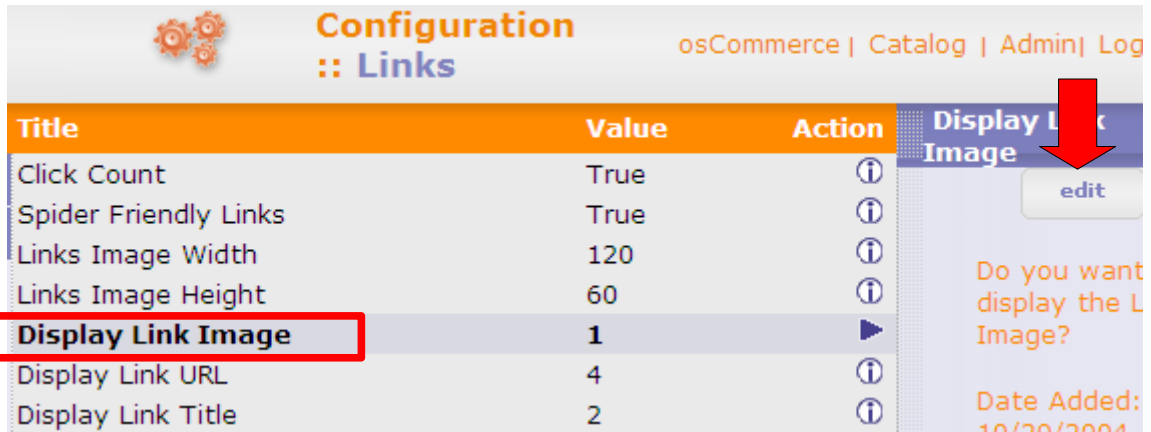 Configuration
:: Links
osCommerce | Catalog | Admin| Log
Title Value Action
Click Count True
Spider Friendly Links True
Links Image Width 120
Links Image Height 60
Display Link Image 1
Display Link URL 4
Display Link Title 2
Display
Image
edit
Do you want
display the L
Image?
Date Added:
10/29/2004